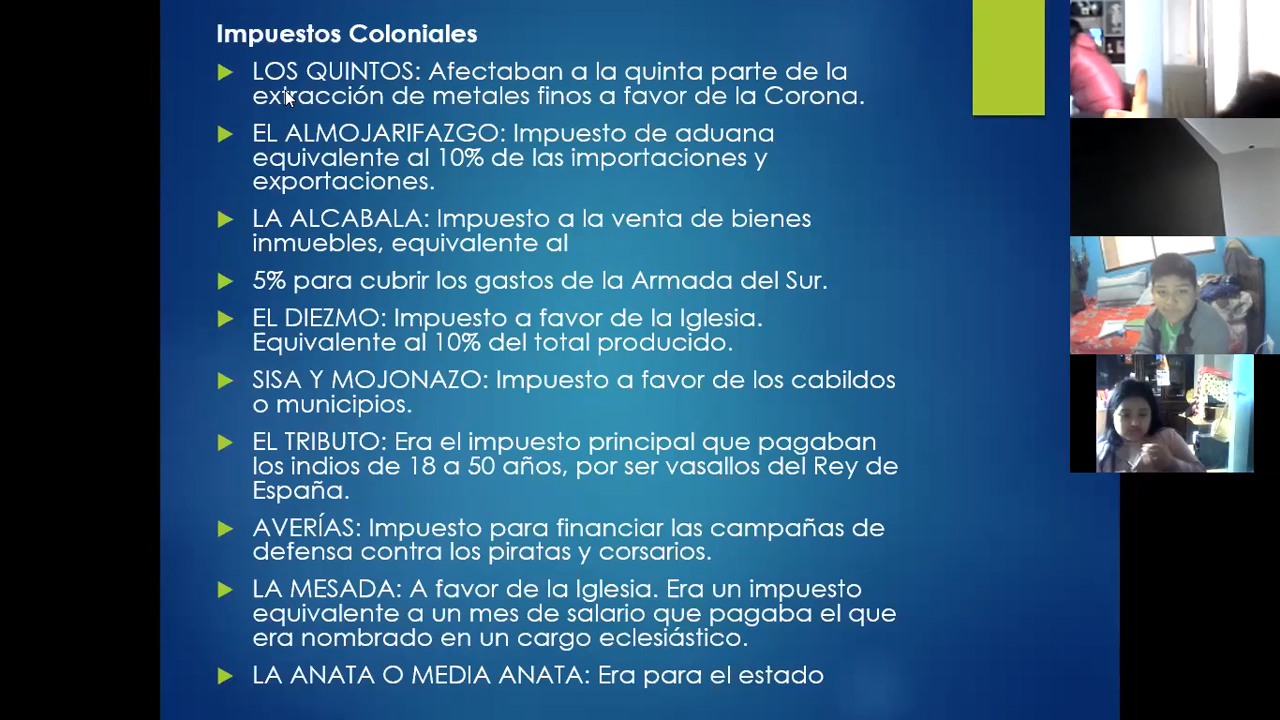 Impuestos Coloniales
LOS QUINTOS: Afectaban a la quinta parte de la
extracción de metales finos a favor de la Corona.
EL ALMOJARIFAZGO: Impuesto de aduana
equivalente al 10% de las importaciones y
exportaciones.
LA ALCABALA: Impuesto a la venta de bienes
inmuebles, equivalente al
5% para cubrir los gastos de la Armada del Sur.
EL DIEZMO: Impuesto a favor de la Iglesia.
Equivalente al 10% del total producido.
SISA Y MOJONAZO: Impuesto a favor de los cabildos
o municipios.
EL TRIBUTO: Era el impuesto principal que pagaban
los indios de 18 a 50 años, por ser vasallos del Rey de
España.
AVERÍAS: Impuesto para financiar las campañas de
defensa contra los piratas y corsarios.
LA MESADA: A favor de la Iglesia. Era un impuesto
equivalente a un mes de salario que pagaba el que
era nombrado en un cargo eclesiástico.
LA ANATA O MEDIA ANATA: Era para el estado